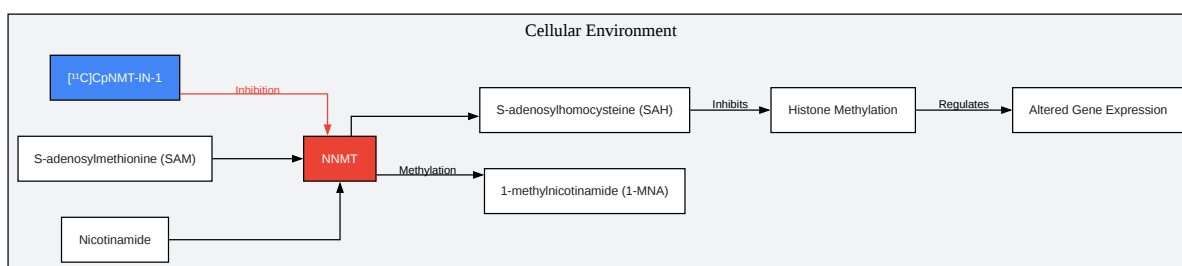 Cellular Environment
[¹¹C]CpNMT-IN-1
Inhibition
S-adenosylhomocysteine (SAH)
Inhibits
Histone Methylation
Regulates
Altered Gene Expression
S-adenosylmethionine (SAM)
NNMT
Methylation
1-methylnicotinamide (1-MNA)
Nicotinamide